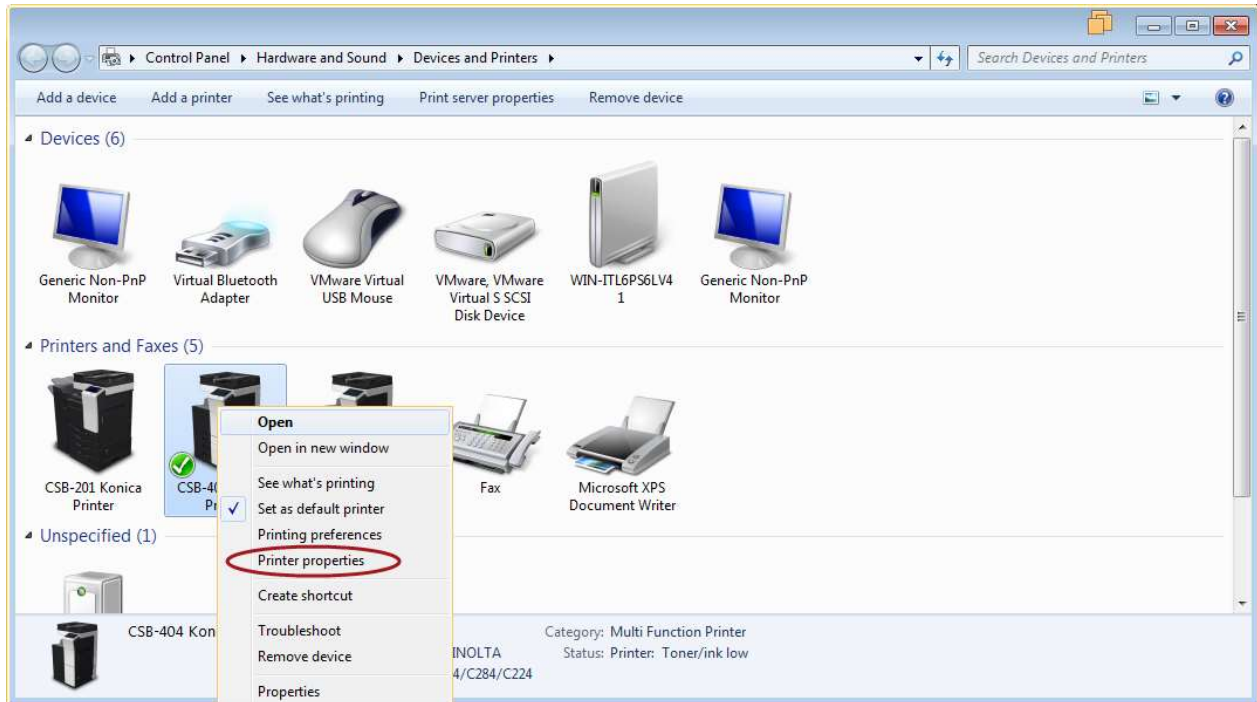 Control Panel ▸ Hardware and Sound ▸ Devices and Printers ▸
Search Devices and Printers
Add a device Add a printer See what's printing Print server properties Remove device
Devices (6)
Generic Non-PnP
Monitor
Virtual Bluetooth
Adapter
VMware Virtual
USB Mouse
VMware, VMware
Virtual S SCSI
Disk Device
WIN-ITL6PS6LV4
1
Generic Non-PnP
Monitor
Printers and Faxes (5)
CSB-201 Konica
Printer
Fax
Microsoft XPS
Document Writer
Open
Open in new window
See what's printing
Set as default printer
Printing preferences
Printer properties
Create shortcut
Troubleshoot
Remove device
Properties
Unspecified (1)
CSB-404 Kon
Category: Multi Function Printer
INOLTA Status: Printer: Toner/ink low
4/C284/C224